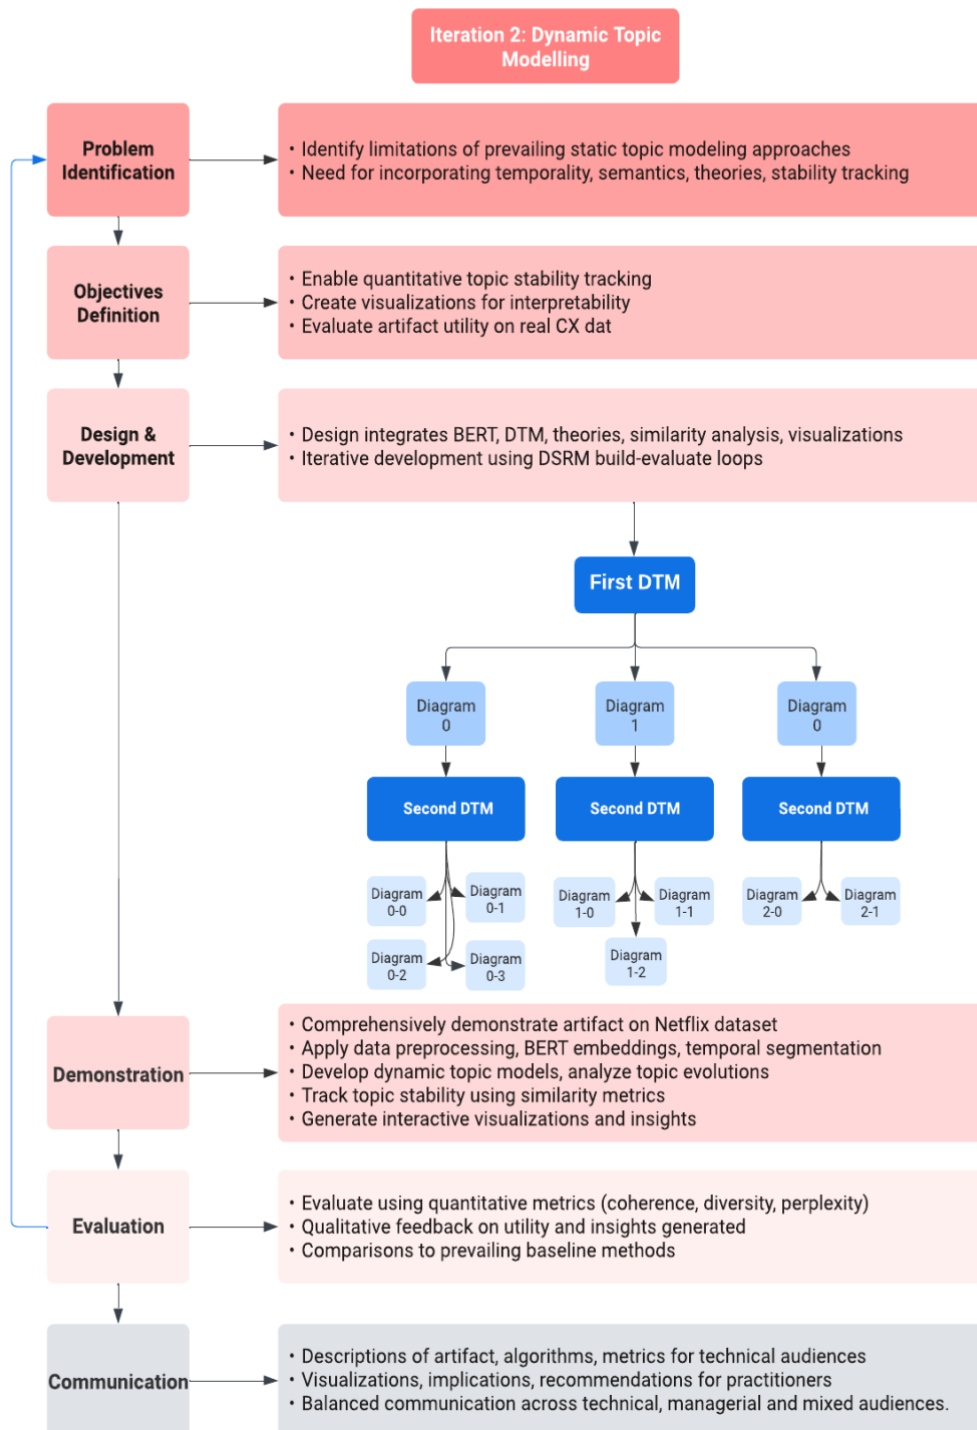 Iteration 2: Dynamic Topic
Modelling
Problem
Identification
• Identify limitations of prevailing static topic modeling approaches
• Need for incorporating temporality, semantics, theories, stability tracking
Objectives
Definition
• Enable quantitative topic stability tracking
• Create visualizations for interpretability
• Evaluate artifact utility on real CX dat
Design &
Development
• Design integrates BERT, DTM, theories, similarity analysis, visualizations
• Iterative development using DSRM build-evaluate loops
First DTM
Diagram
0
Diagram
1
Diagram
0
Second DTM
Second DTM
Second DTM
Diagram
0-0
Diagram
0-1
Diagram
0-2
Diagram
0-3
Diagram
1-0
Diagram
1-1
Diagram
1-2
Diagram
2-0
Diagram
2-1
Demonstration
• Comprehensively demonstrate artifact on Netflix dataset
• Apply data preprocessing, BERT embeddings, temporal segmentation
• Develop dynamic topic models, analyze topic evolutions
• Track topic stability using similarity metrics
• Generate interactive visualizations and insights
Evaluation
• Evaluate using quantitative metrics (coherence, diversity, perplexity)
• Qualitative feedback on utility and insights generated
• Comparisons to prevailing baseline methods
Communication
• Descriptions of artifact, algorithms, metrics for technical audiences
• Visualizations, implications, recommendations for practitioners
• Balanced communication across technical, managerial and mixed audiences.